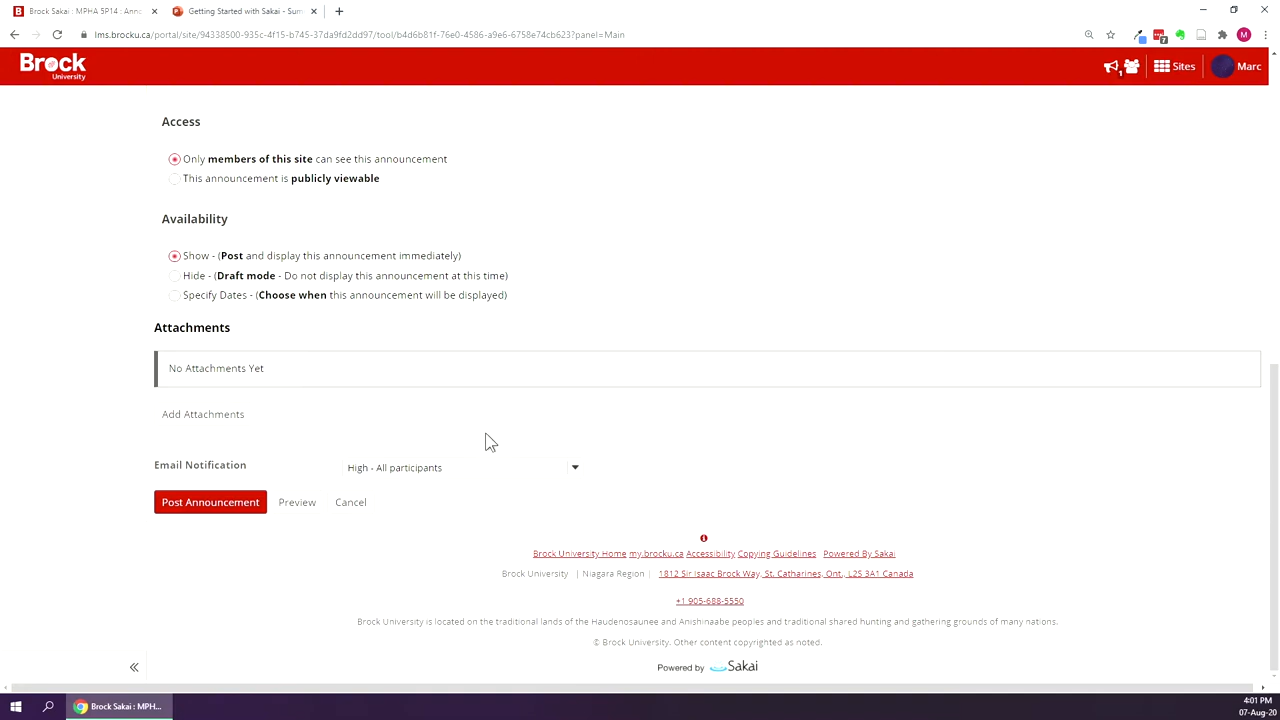 Brock Sakai : MPHA 5P14 : Anno
Getting Started with Sakai - Sum
lms.brocku.ca/portal/site/94338500-935c-4f15-b745-37da9fd2dd97/tool/b4d6b81f-76e0-4586-a9e6-6758e74cb623?panel=Main
7
M
Brock
University
1
Sites
Marc
Access
Only members of this site can see this announcement
This announcement is publicly viewable
Availability
Show - (Post and display this announcement immediately)
Hide - (Draft mode - Do not display this announcement at this time)
Specify Dates - (Choose when this announcement will be displayed)
Attachments
No Attachments Yet
Add Attachments
Email Notification
High - All participants
Post Announcement
Preview
Cancel
Brock University Home my.brocku.ca Accessibility Copying Guidelines Powered By Sakai
Brock University | Niagara Region | 1812 Sir Isaac Brock Way, St. Catharines, Ont., L2S 3A1 Canada
+1 905-688-5550
Brock University is located on the traditional lands of the Haudenosaunee and Anishinaabe peoples and traditional shared hunting and gathering grounds of many nations.
© Brock University. Other content copyrighted as noted.
Powered by Sakai
Brock Sakai : MPH...
4:01 PM
07-Aug-20